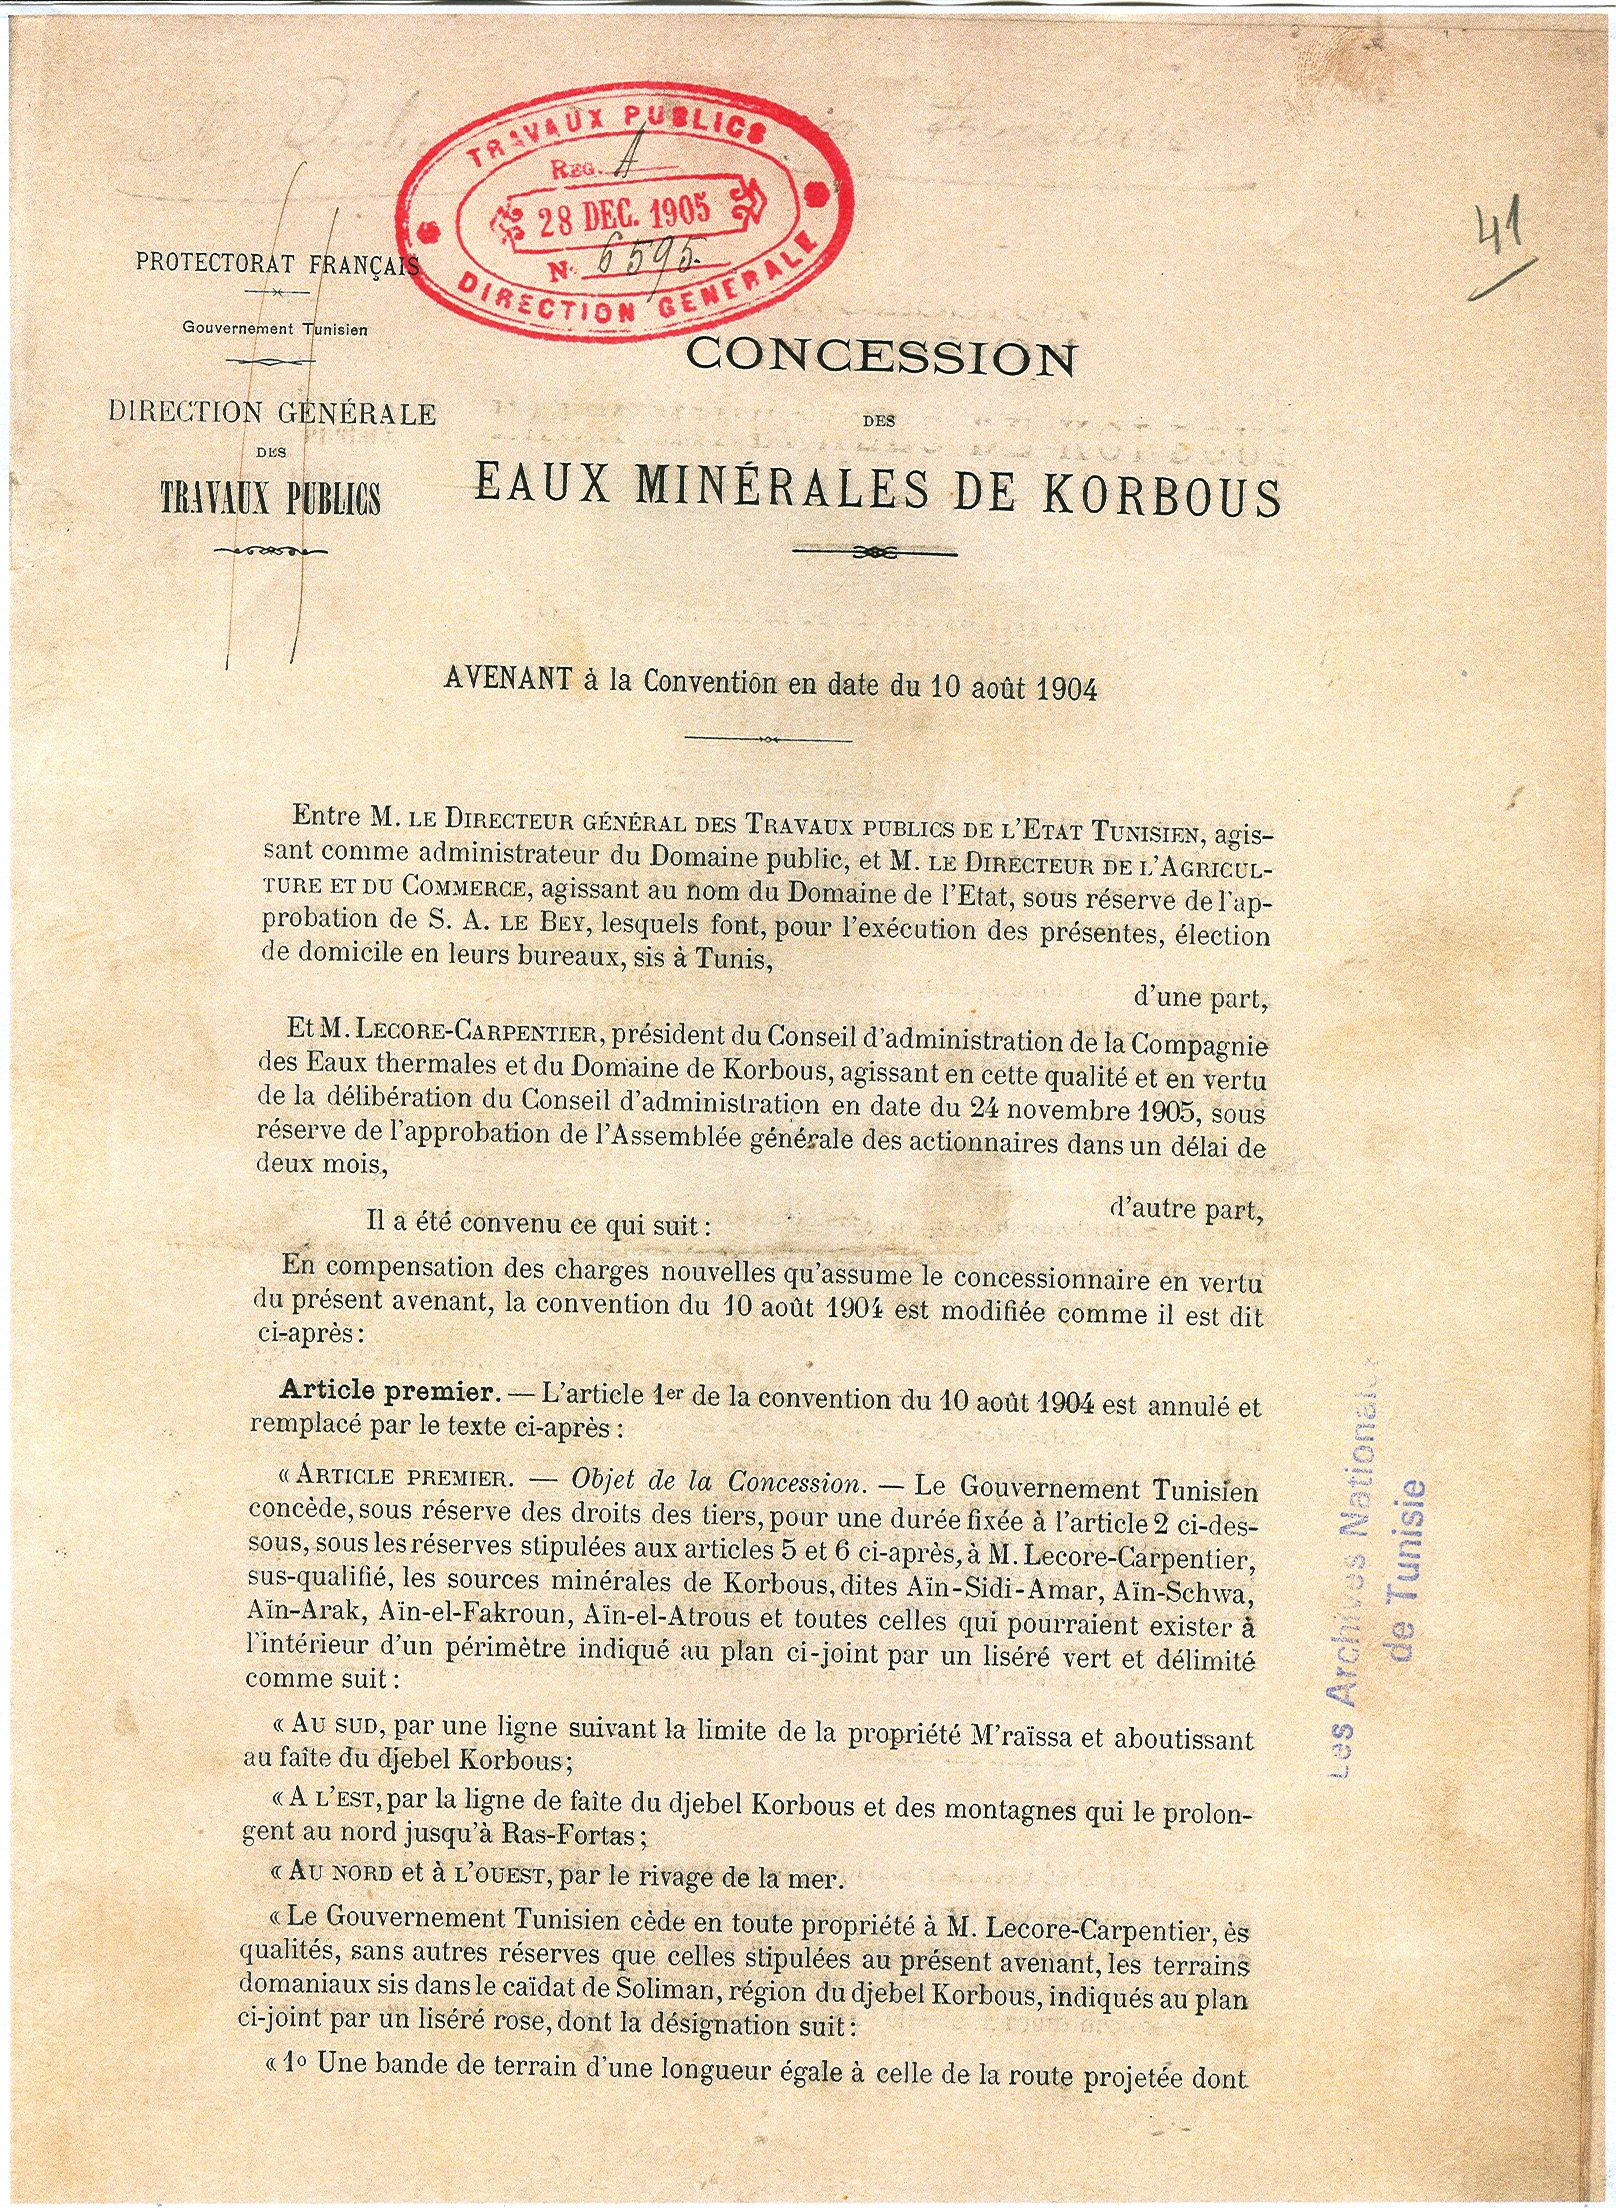 TRAVAUX PUBLICS
REG. A
28 DEC. 1905
N° 6595.
DIRECTION GENERALE
41
PROTECTORAT FRANÇAIS
Gouvernement Tunisien
DIRECTION GÉNÉRALE
DES
TRAVAUX PUBLICS
CONCESSION
DES
EAUX MINÉRALES DE KORBOUS
AVENANT à la Convention en date du 10 août 1904
Entre M. LE DIRECTEUR GÉNÉRAL DES TRAVAUX PUBLICS DE L'ETAT TUNISIEN, agis-
sant comme administrateur du Domaine public, et M. LE DIRECTEUR DE L'AGRICUL-
TURE ET DU COMMERCE, agissant au nom du Domaine de l'Etat, sous réserve de l'ap-
probation de S. A. LE BEY, lesquels font, pour l'exécution des présentes, élection
de domicile en leurs bureaux, sis à Tunis,
d'une part,
Et M. LECORE-CARPENTIER, président du Conseil d'administration de la Compagnie
des Eaux thermales et du Domaine de Korbous, agissant en cette qualité et en vertu
de la délibération du Conseil d'administration en date du 24 novembre 1905, sous
réserve de l'approbation de l'Assemblée générale des actionnaires dans un délai de
deux mois,
d'autre part,
Il a été convenu ce qui suit :
En compensation des charges nouvelles qu'assume le concessionnaire en vertu
du présent avenant, la convention du 10 août 1904 est modifiée comme il est dit
ci-après :
Article premier. — L'article 1er de la convention du 10 août 1904 est annulé et
remplacé par le texte ci-après :
« ARTICLE PREMIER. — Objet de la Concession. — Le Gouvernement Tunisien
concède, sous réserve des droits des tiers, pour une durée fixée à l'article 2 ci-des-
sous, sous les réserves stipulées aux articles 5 et 6 ci-après, à M. Lecore-Carpentier,
sus-qualifié, les sources minérales de Korbous, dites Aïn-Sidi-Amar, Aïn-Schwa,
Aïn-Arak, Aïn-el-Fakroun, Aïn-el-Atrous et toutes celles qui pourraient exister à
l'intérieur d'un périmètre indiqué au plan ci-joint par un liséré vert et délimité
comme suit :
« AU SUD, par une ligne suivant la limite de la propriété M'raïssa et aboutissant
au faîte du djebel Korbous ;
« A L'EST, par la ligne de faîte du djebel Korbous et des montagnes qui le prolon-
gent au nord jusqu'à Ras-Fortas ;
« AU NORD et à L'OUEST, par le rivage de la mer.
« Le Gouvernement Tunisien cède en toute propriété à M. Lecore-Carpentier, ès
qualités, sans autres réserves que celles stipulées au présent avenant, les terrains
domaniaux sis dans le caïdat de Soliman, région du djebel Korbous, indiqués au plan
ci-joint par un liséré rose, dont la désignation suit :
« 1o Une bande de terrain d'une longueur égale à celle de la route projetée dont
Les Archives Nationales
de Tunisie